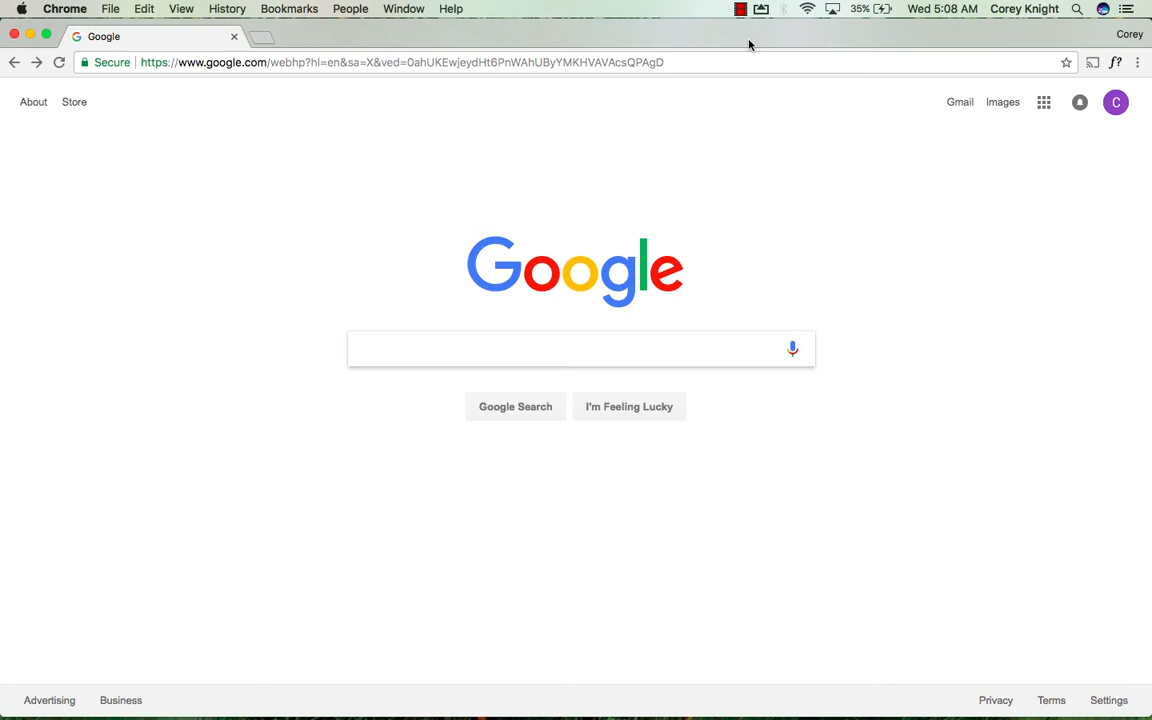 Chrome File Edit View History Bookmarks People Window Help 35% Wed 5:08 AM Corey Knight
Google Corey
Secure https://www.google.com/webhp?hl=en&sa=X&ved=0ahUKEwjeydHt6PnWAhUByYMKHVAVAcsQPAgD f?
About Store Gmail Images C
Google
Google Search I'm Feeling Lucky
Advertising Business Privacy Terms Settings